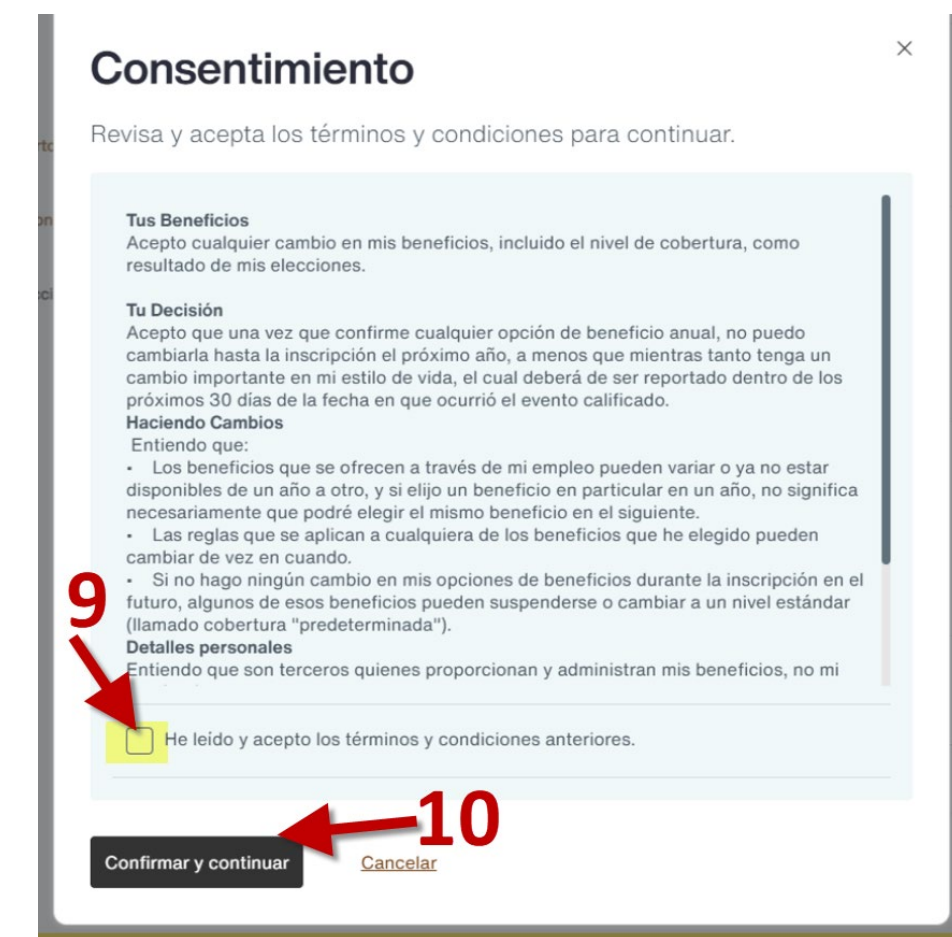 Consentimiento
Revisa y acepta los términos y condiciones para continuar.
Tus Beneficios
Acepto cualquier cambio en mis beneficios, incluido el nivel de cobertura, como
resultado de mis elecciones.
Tu Decisión
Acepto que una vez que confirme cualquier opción de beneficio anual, no puedo
cambiarla hasta la inscripción el próximo año, a menos que mientras tanto tenga un
cambio importante en mi estilo de vida, el cual deberá de ser reportado dentro de los
próximos 30 días de la fecha en que ocurrió el evento calificado.
Haciendo Cambios
Entiendo que:
• Los beneficios que se ofrecen a través de mi empleo pueden variar o ya no estar
disponibles de un año a otro, y si elijo un beneficio en particular en un año, no significa
necesariamente que podré elegir el mismo beneficio en el siguiente.
• Las reglas que se aplican a cualquiera de los beneficios que he elegido pueden
cambiar de vez en cuando.
• Si no hago ningún cambio en mis opciones de beneficios durante la inscripción en el
futuro, algunos de esos beneficios pueden suspenderse o cambiar a un nivel estándar
(llamado cobertura "predeterminada").
Detalles personales
Entiendo que son terceros quienes proporcionan y administran mis beneficios, no mi
9
He leído y acepto los términos y condiciones anteriores.
10
Confirmar y continuar
Cancelar